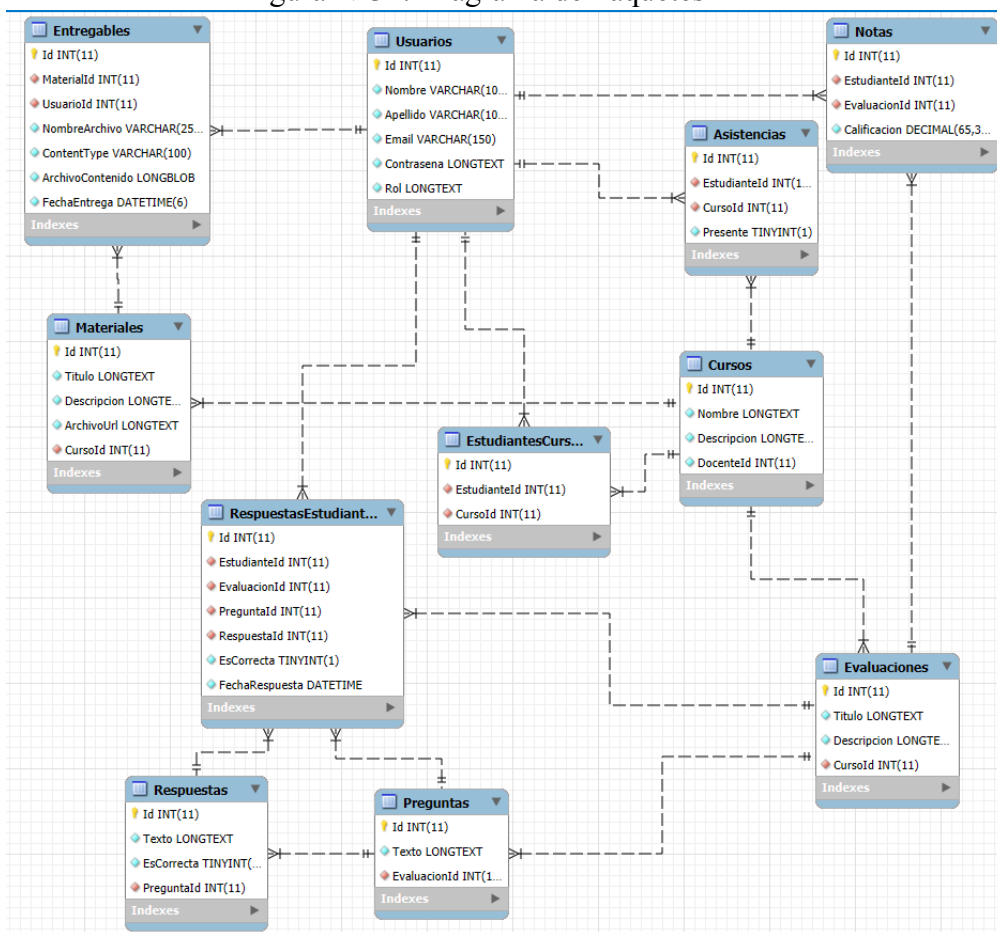 Entregables
Id INT(11)
MaterialId INT(11)
UsuarioId INT(11)
NombreArchivo VARCHAR(25...
ContentType VARCHAR(100)
ArchivoContenido LONGBLOB
FechaEntrega DATETIME(6)
Indexes
Usuarios
Id INT(11)
Nombre VARCHAR(10...
Apellido VARCHAR(10...
Email VARCHAR(150)
Contrasena LONGTEXT
Rol LONGTEXT
Indexes
Notas
Id INT(11)
EstudianteId INT(11)
EvaluacionId INT(11)
Calificacion DECIMAL(65,3...
Indexes
Asistencias
Id INT(11)
EstudianteId INT(1...
CursoId INT(11)
Presente TINYINT(1)
Indexes
Materiales
Id INT(11)
Titulo LONGTEXT
Descripcion LONGTE...
ArchivoUrl LONGTEXT
CursoId INT(11)
Indexes
Cursos
Id INT(11)
Nombre LONGTEXT
Descripcion LONGTE...
DocenteId INT(11)
Indexes
EstudiantesCurs...
Id INT(11)
EstudianteId INT(11)
CursoId INT(11)
Indexes
RespuestasEstudiant...
Id INT(11)
EstudianteId INT(11)
EvaluacionId INT(11)
PreguntaId INT(11)
RespuestaId INT(11)
EsCorrecta TINYINT(1)
FechaRespuesta DATETIME
Indexes
Evaluaciones
Id INT(11)
Titulo LONGTEXT
Descripcion LONGTE...
CursoId INT(11)
Indexes
Respuestas
Id INT(11)
Texto LONGTEXT
EsCorrecta TINYINT(...
PreguntaId INT(11)
Indexes
Preguntas
Id INT(11)
Texto LONGTEXT
EvaluacionId INT(1...
Indexes